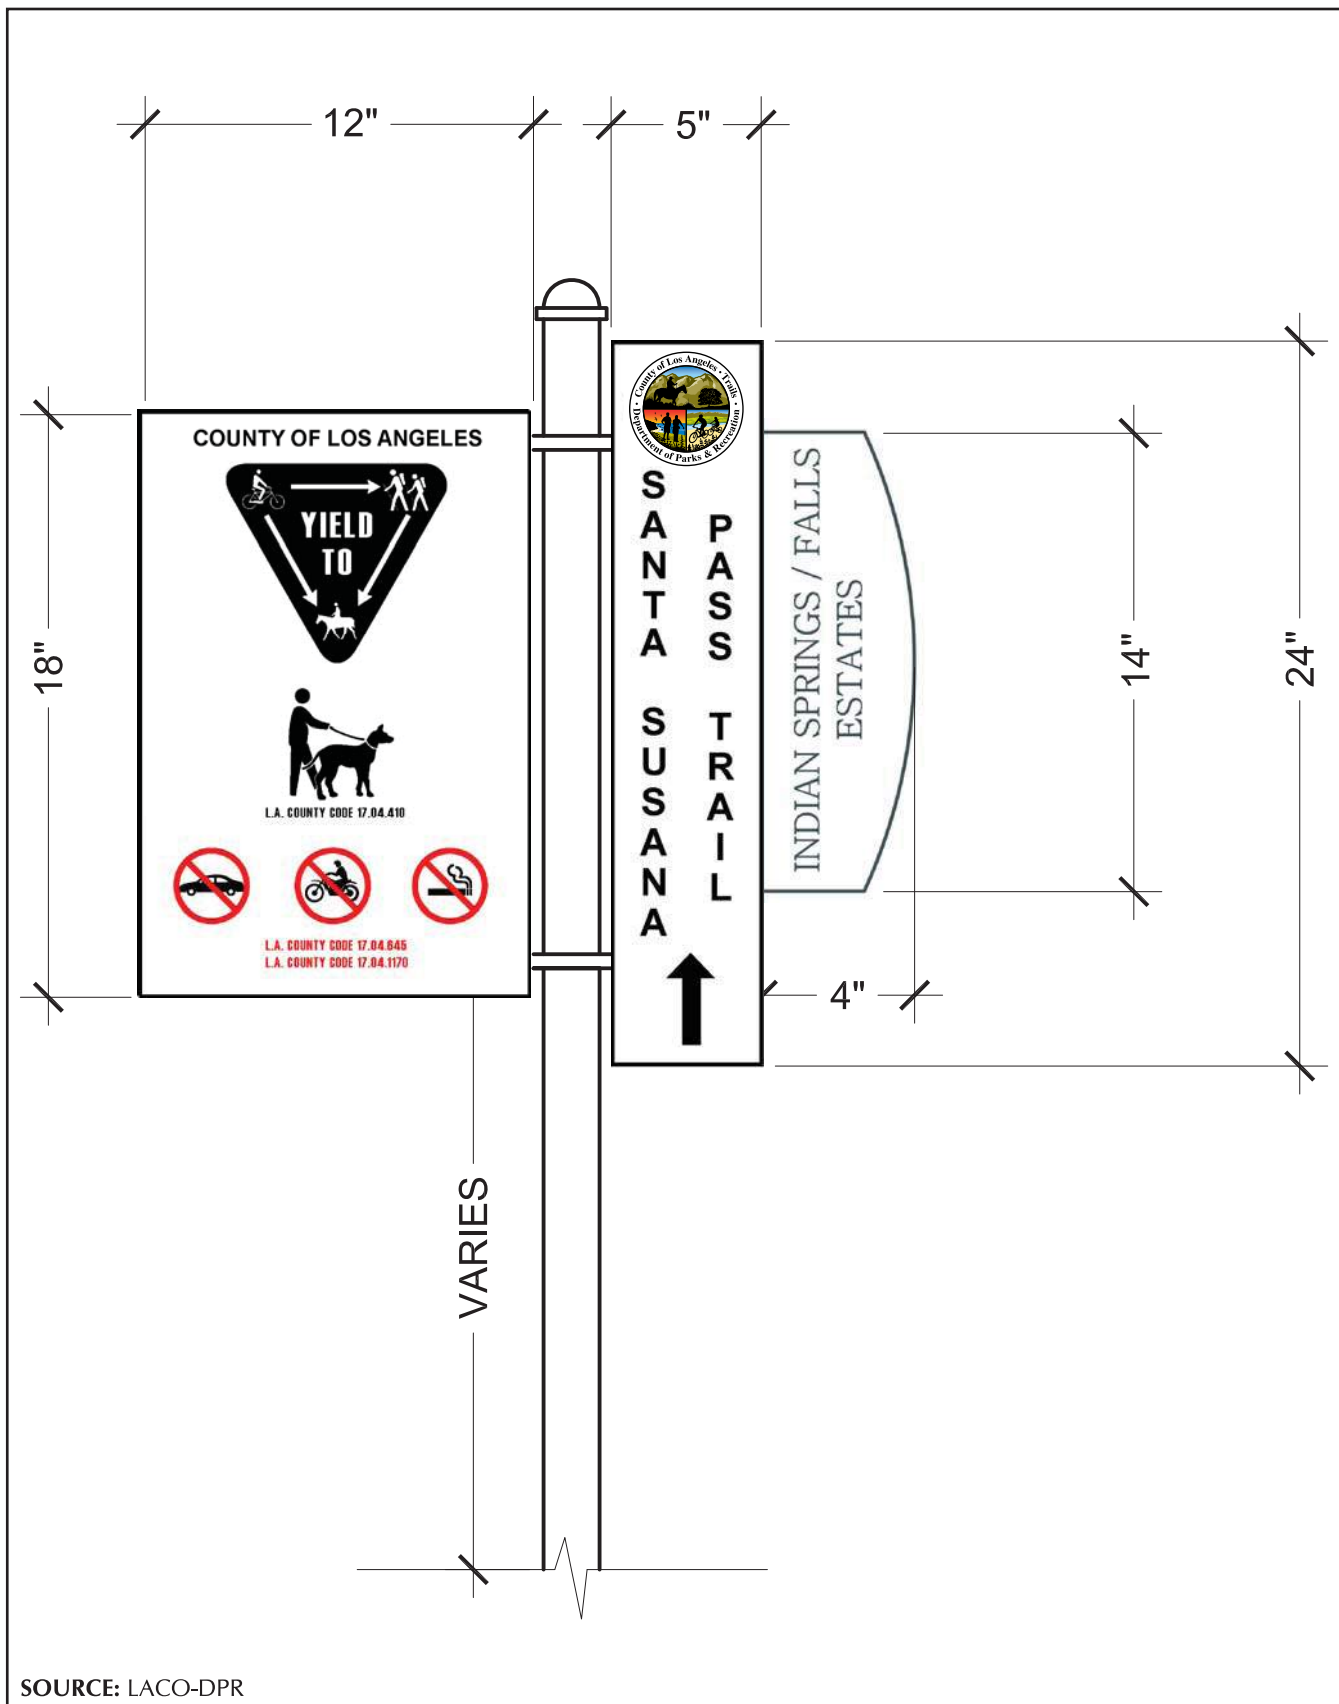 12"
5"
COUNTY OF LOS ANGELES
YIELD
TO
L.A. COUNTY CODE 17.04.410
L.A. COUNTY CODE 17.04.645
L.A. COUNTY CODE 17.04.1170
County of Los Angeles • Trails •
Department of Parks & Recreation
SANTA SUSANA
PASS TRAIL
INDIAN SPRINGS / FALLS
ESTATES
18"
14"
24"
4"
VARIES
SOURCE: LACO-DPR